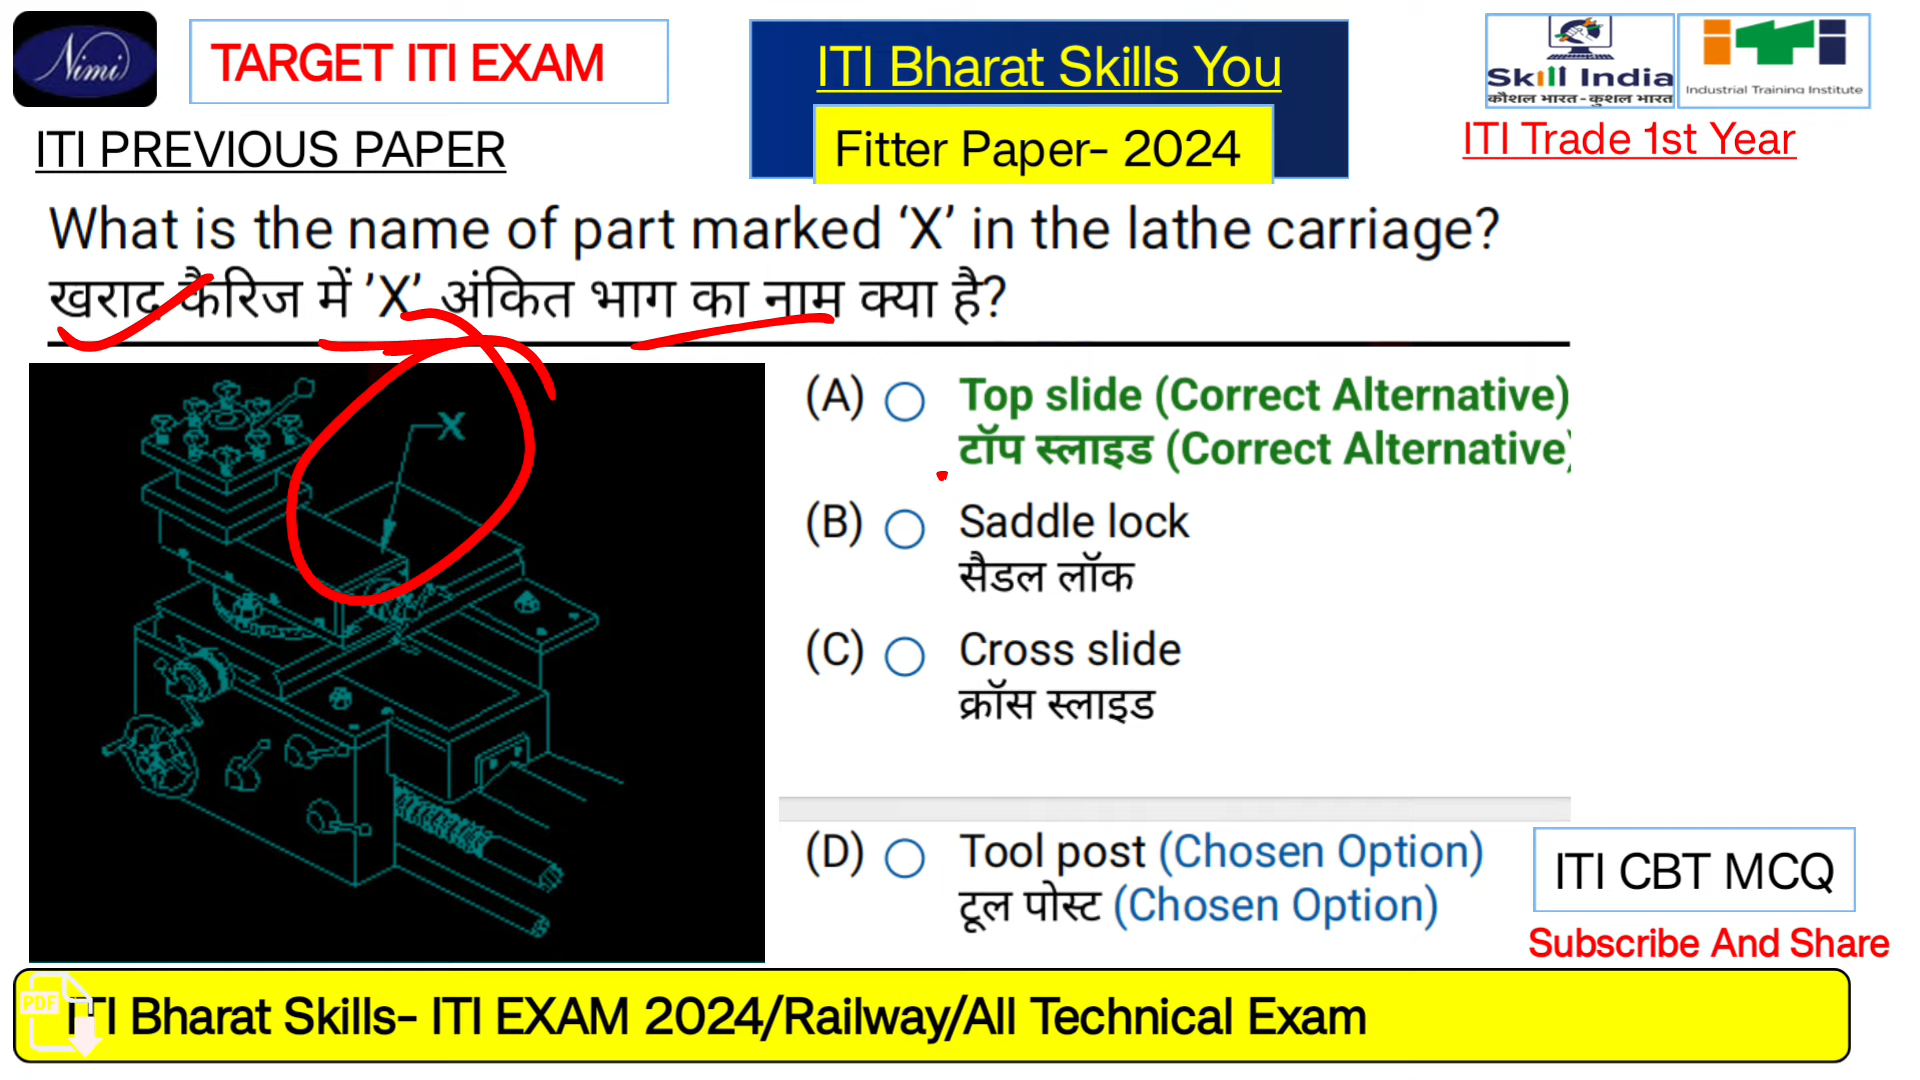 Nimi
TARGET ITI EXAM
ITI Bharat Skills You
Skill India
कौशल भारत - कुशल भारत
Industrial Training Institute
ITI PREVIOUS PAPER
Fitter Paper- 2024
ITI Trade 1st Year
What is the name of part marked ‘X’ in the lathe carriage?
खराद कैरिज में ’X’ अंकित भाग का नाम क्या है?
X
(A) Top slide (Correct Alternative)
टॉप स्लाइड (Correct Alternative)
(B) Saddle lock
सैडल लॉक
(C) Cross slide
क्रॉस स्लाइड
(D) Tool post (Chosen Option)
टूल पोस्ट (Chosen Option)
ITI CBT MCQ
Subscribe And Share
PDF
ITI Bharat Skills- ITI EXAM 2024/Railway/All Technical Exam